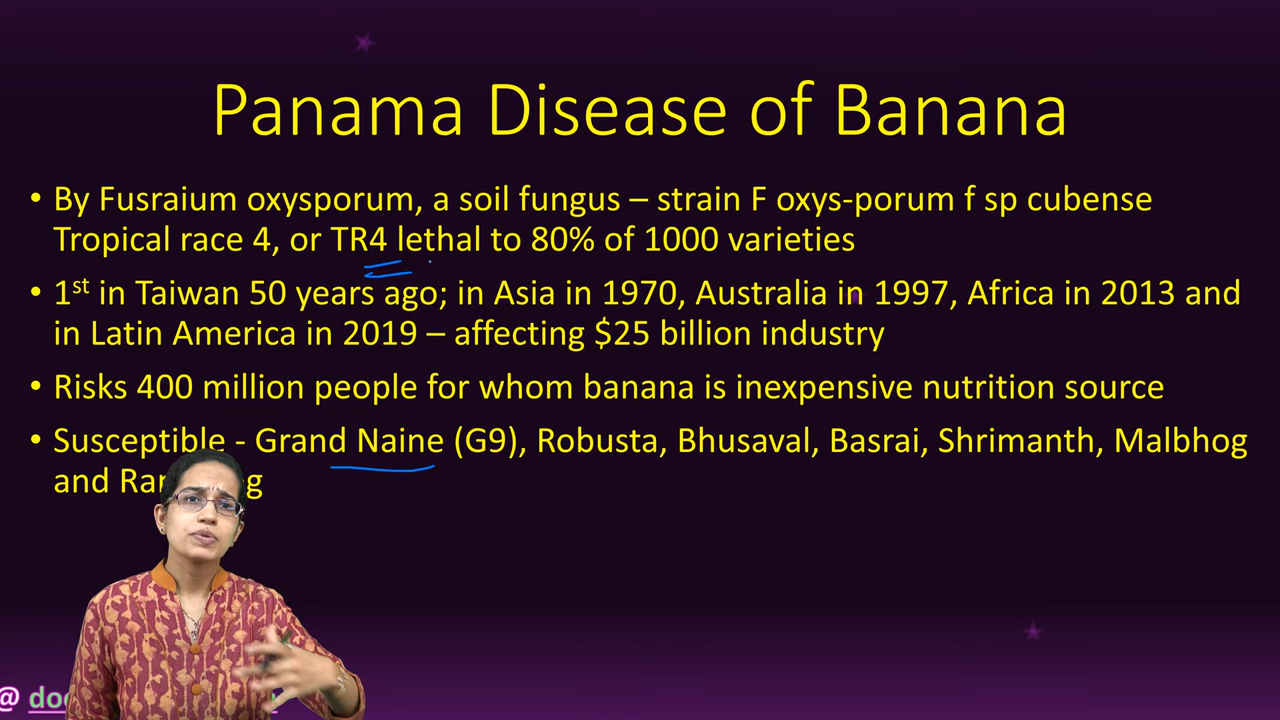 Panama Disease of Banana
• By Fusraium oxysporum, a soil fungus – strain F oxys-porum f sp cubense
Tropical race 4, or TR4 lethal to 80% of 1000 varieties
• 1st in Taiwan 50 years ago; in Asia in 1970, Australia in 1997, Africa in 2013 and
in Latin America in 2019 – affecting $25 billion industry
• Risks 400 million people for whom banana is inexpensive nutrition source
• Susceptible - Grand Naine (G9), Robusta, Bhusaval, Basrai, Shrimanth, Malbhog
and
@